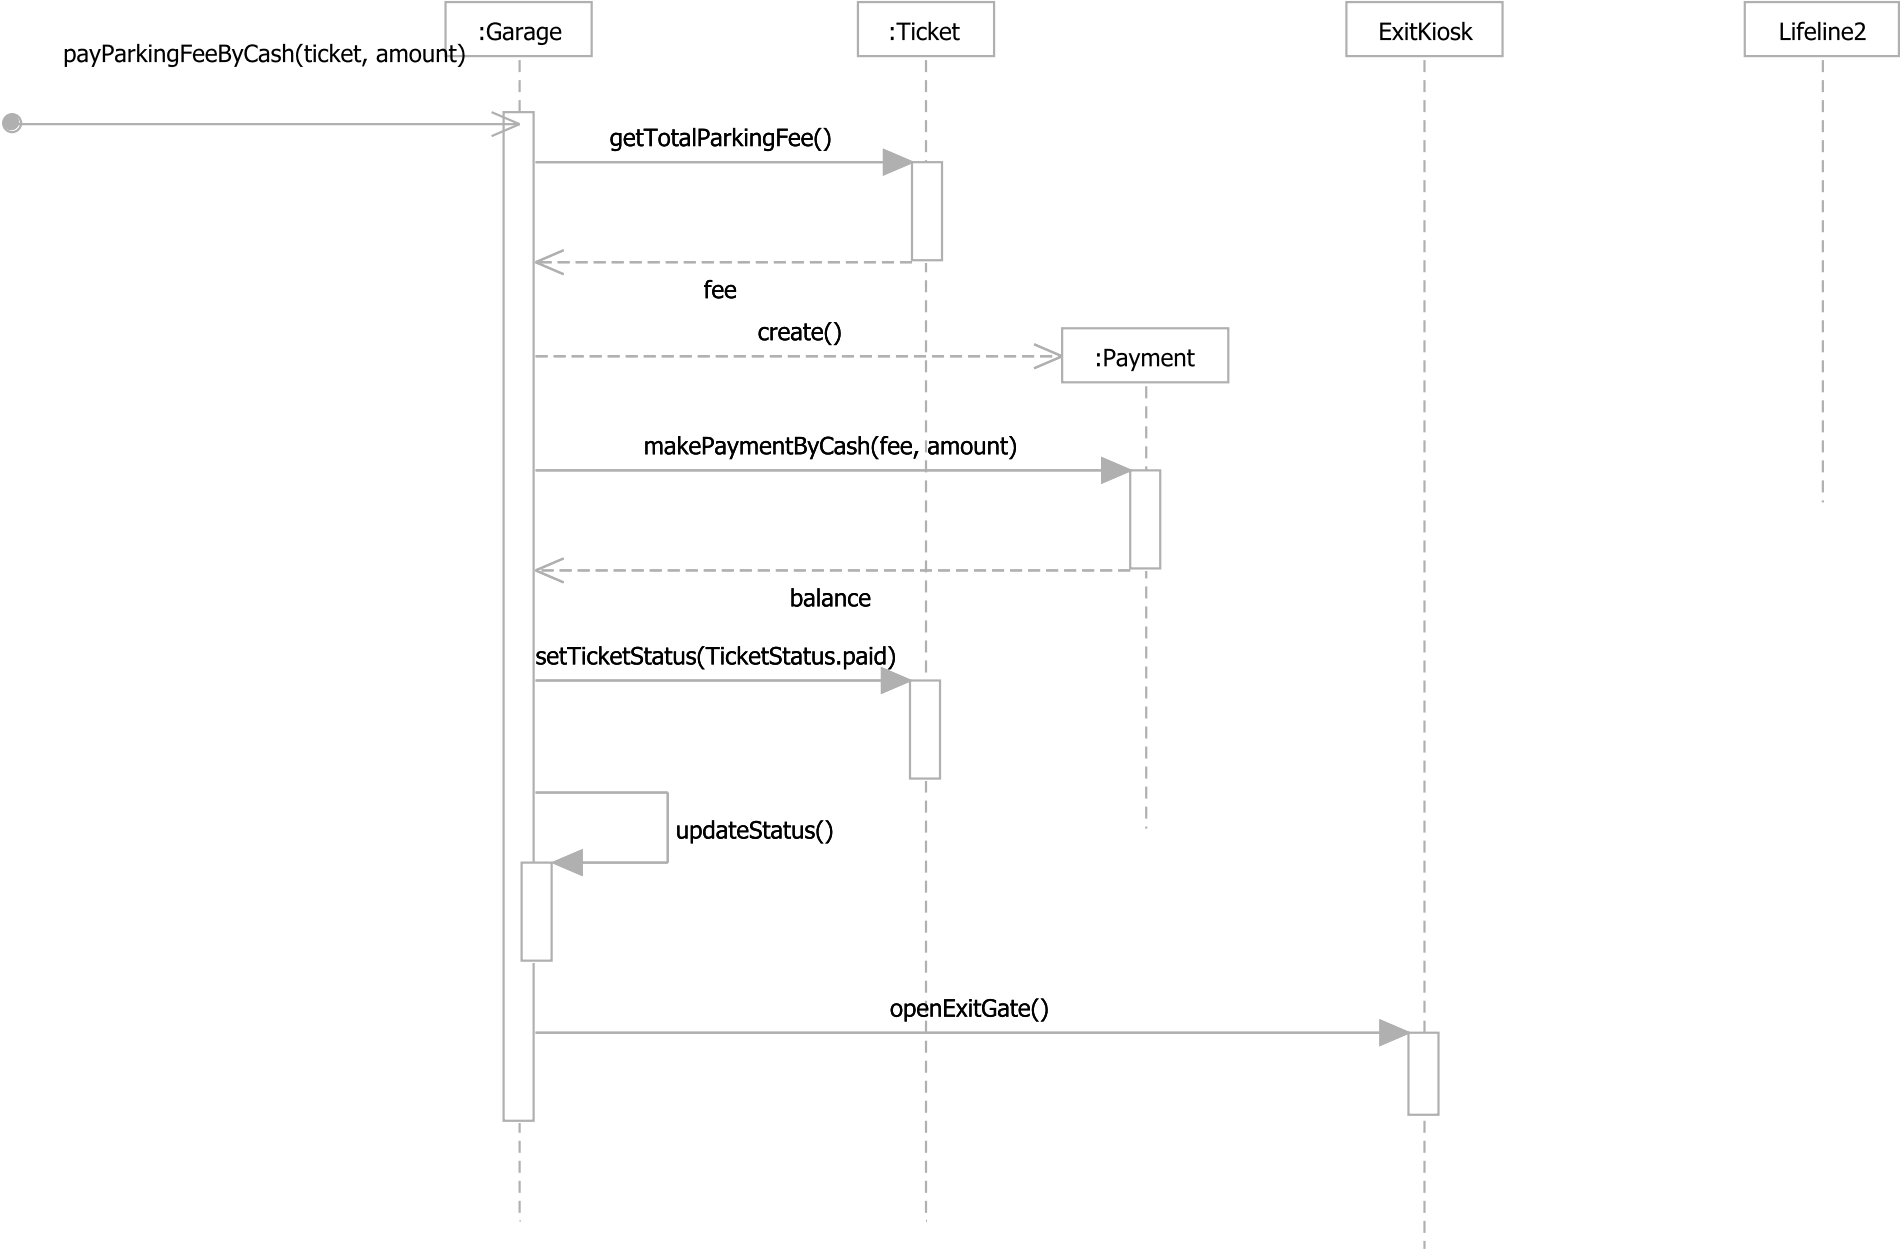 :Garage
:Ticket
ExitKiosk
Lifeline2
payParkingFeeByCash(ticket, amount)
getTotalParkingFee()
fee
create()
:Payment
makePaymentByCash(fee, amount)
balance
setTicketStatus(TicketStatus.paid)
updateStatus()
openExitGate()